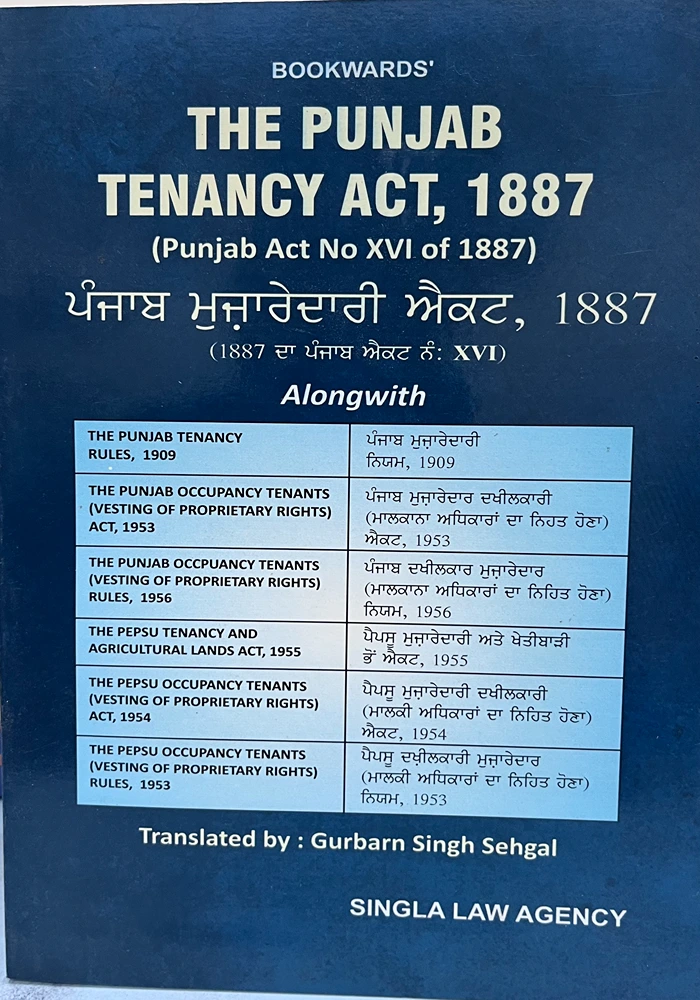 BOOKWARDS'
THE PUNJAB
TENANCY ACT, 1887
(Punjab Act No XVI of 1887)
ਪੰਜਾਬ ਮੁਜ਼ਾਰੇਦਾਰੀ ਐਕਟ, 1887
(1887 ਦਾ ਪੰਜਾਬ ਐਕਟ ਨੰ: XVI)
Alongwith
THE PUNJAB TENANCY
RULES, 1909
ਪੰਜਾਬ ਮੁਜ਼ਾਰੇਦਾਰੀ
ਨਿਯਮ, 1909
THE PUNJAB OCCUPANCY TENANTS
(VESTING OF PROPRIETARY RIGHTS)
ACT, 1953
ਪੰਜਾਬ ਮੁਜ਼ਾਰੇਦਾਰ ਦਖੀਲਕਾਰੀ
(ਮਾਲਕਾਨਾ ਅਧਿਕਾਰਾਂ ਦਾ ਨਿਹਤ ਹੋਣਾ)
ਐਕਟ, 1953
THE PUNJAB OCCPUANCY TENANTS
(VESTING OF PROPRIETARY RIGHTS)
RULES, 1956
ਪੰਜਾਬ ਦਖੀਲਕਾਰ ਮੁਜ਼ਾਰੇਦਾਰ
(ਮਾਲਕਾਨਾ ਅਧਿਕਾਰਾਂ ਦਾ ਨਿਹਿਤ ਹੋਣਾ)
ਨਿਯਮ, 1956
THE PEPSU TENANCY AND
AGRICULTURAL LANDS ACT, 1955
ਪੈਪਸੂ ਮੁਜ਼ਾਰੇਦਾਰੀ ਅਤੇ ਖੇਤੀਬਾੜੀ
ਭੋਂ ਐਕਟ, 1955
THE PEPSU OCCUPANCY TENANTS
(VESTING OF PROPRIETARY RIGHTS)
ACT, 1954
ਪੈਪਸੂ ਮੁਜ਼ਾਰੇਦਾਰੀ ਦਖੀਲਕਾਰੀ
(ਮਾਲਕੀ ਅਧਿਕਾਰਾਂ ਦਾ ਨਿਹਿਤ ਹੋਣਾ)
ਐਕਟ, 1954
THE PEPSU OCCUPANCY TENANTS
(VESTING OF PROPRIETARY RIGHTS)
RULES, 1953
ਪੈਪਸੂ ਦਖ਼ੀਲਕਾਰੀ ਮੁਜ਼ਾਰੇਦਾਰ
(ਮਾਲਕੀ ਅਧਿਕਾਰਾਂ ਦਾ ਨਿਹਿਤ ਹੋਣਾ)
ਨਿਯਮ, 1953
Translated by : Gurbarn Singh Sehgal
SINGLA LAW AGENCY